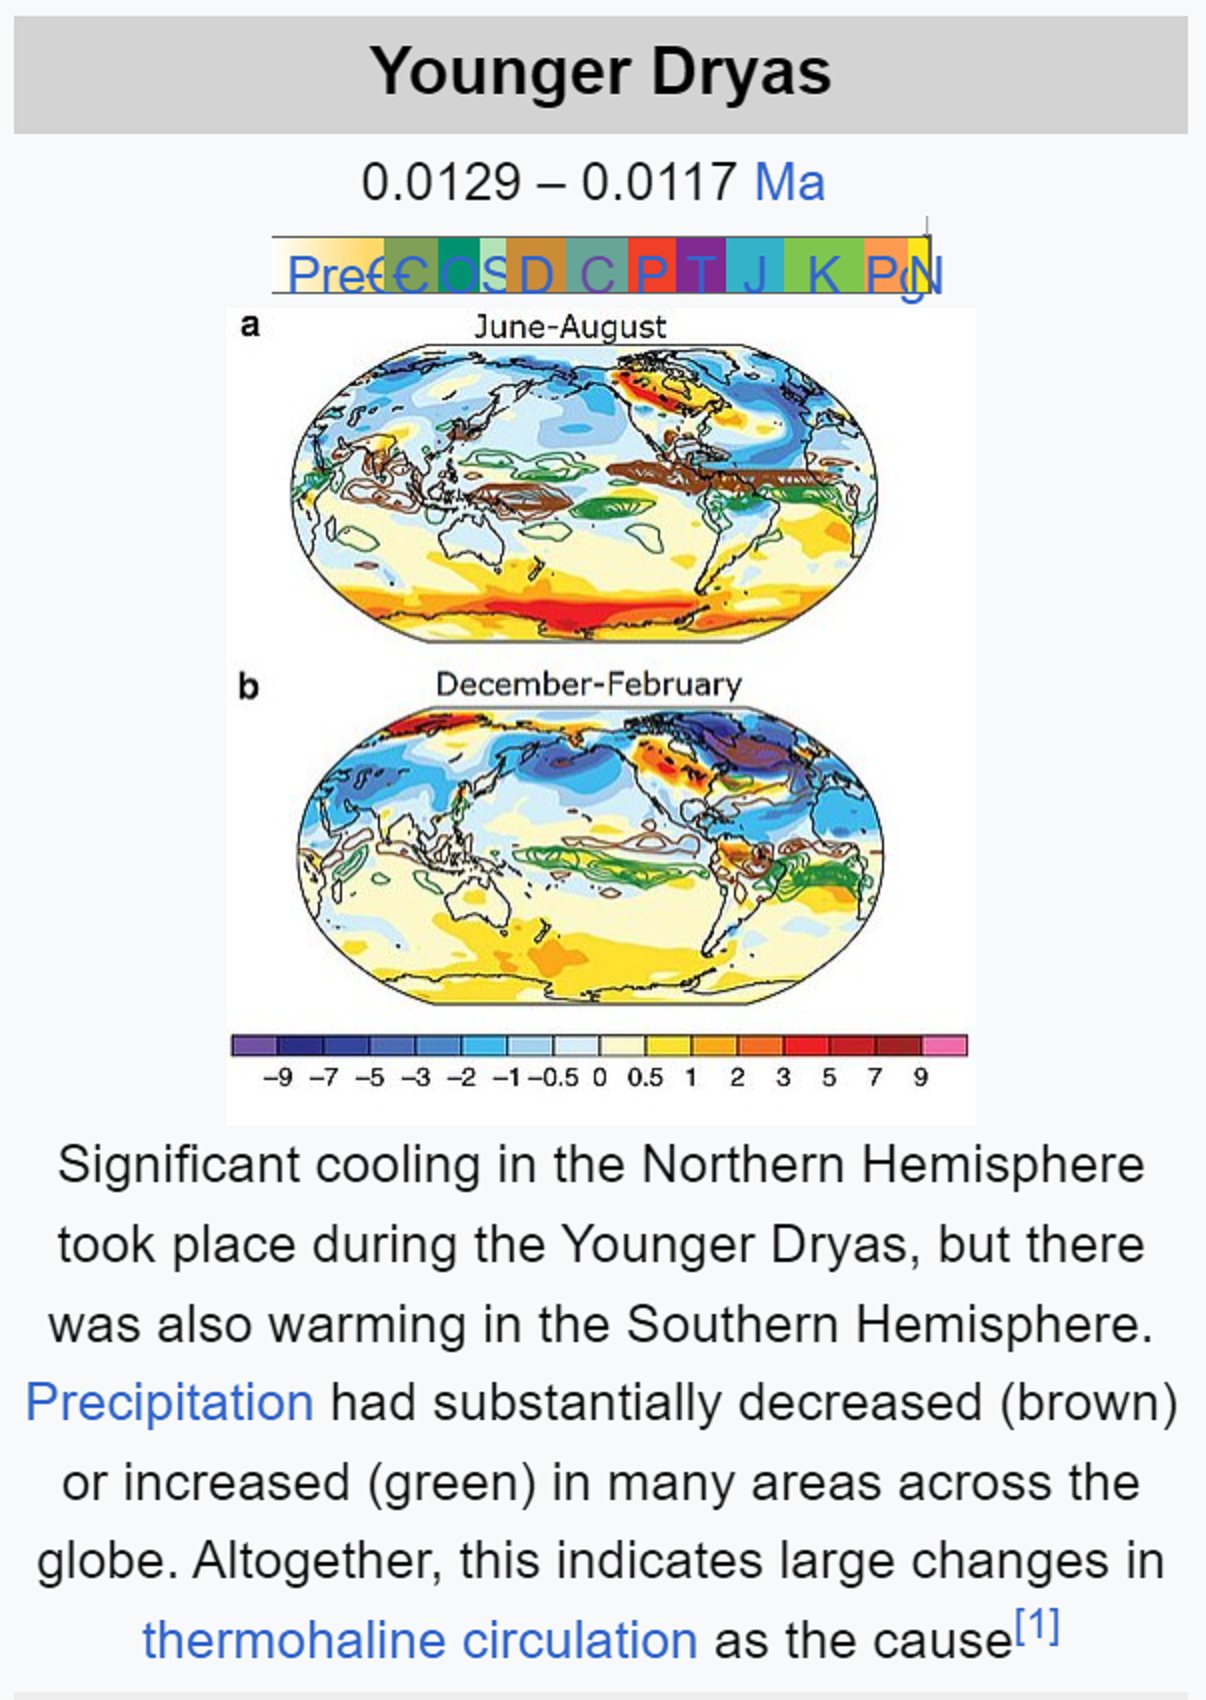 Younger Dryas
0.0129 – 0.0117 Ma
PreꞒ Ꞓ O S D C P T J K Pg N
a
June-August
b
December-February
–9 –7 –5 –3 –2 –1 –0.5 0 0.5 1 2 3 5 7 9
Significant cooling in the Northern Hemisphere
took place during the Younger Dryas, but there
was also warming in the Southern Hemisphere.
Precipitation had substantially decreased (brown)
or increased (green) in many areas across the
globe. Altogether, this indicates large changes in
thermohaline circulation as the cause[1]